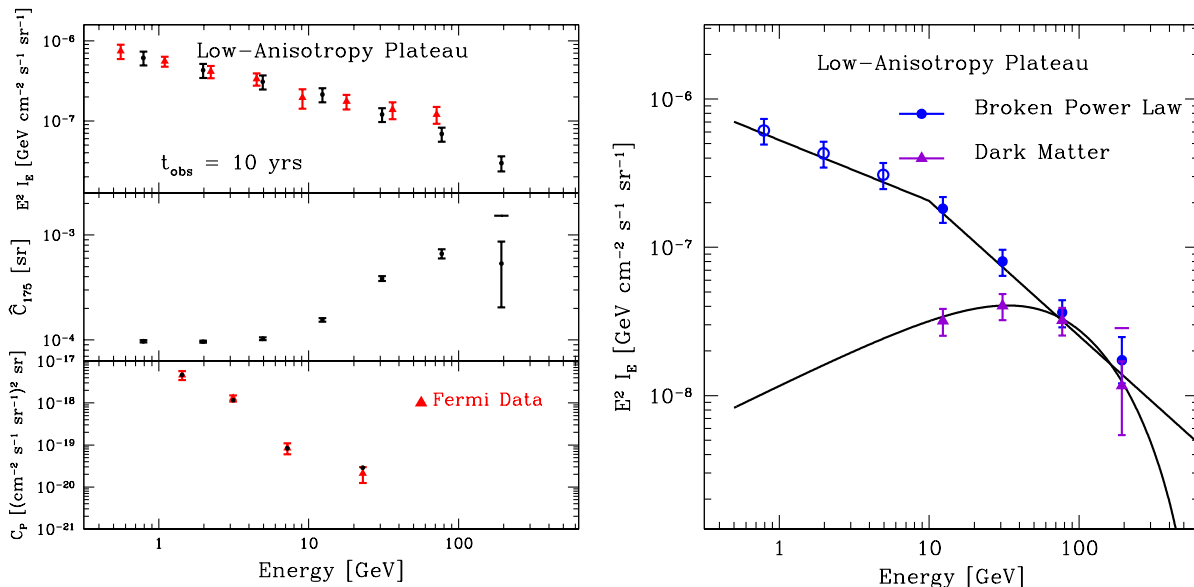 Low-Anisotropy Plateau
E² I_E [GeV cm⁻² s⁻¹ sr⁻¹]
10⁻⁶
10⁻⁷
t_obs = 10 yrs
Ĉ₁₇₅ [sr]
10⁻³
10⁻⁴
C_P [(cm⁻² s⁻¹ sr⁻¹)² sr]
10⁻¹⁷
10⁻¹⁸
10⁻¹⁹
10⁻²⁰
10⁻²¹
Fermi Data
1 10 100
Energy [GeV]
Low-Anisotropy Plateau
Broken Power Law
Dark Matter
E² I_E [GeV cm⁻² s⁻¹ sr⁻¹]
10⁻⁶
10⁻⁷
10⁻⁸
1 10 100
Energy [GeV]